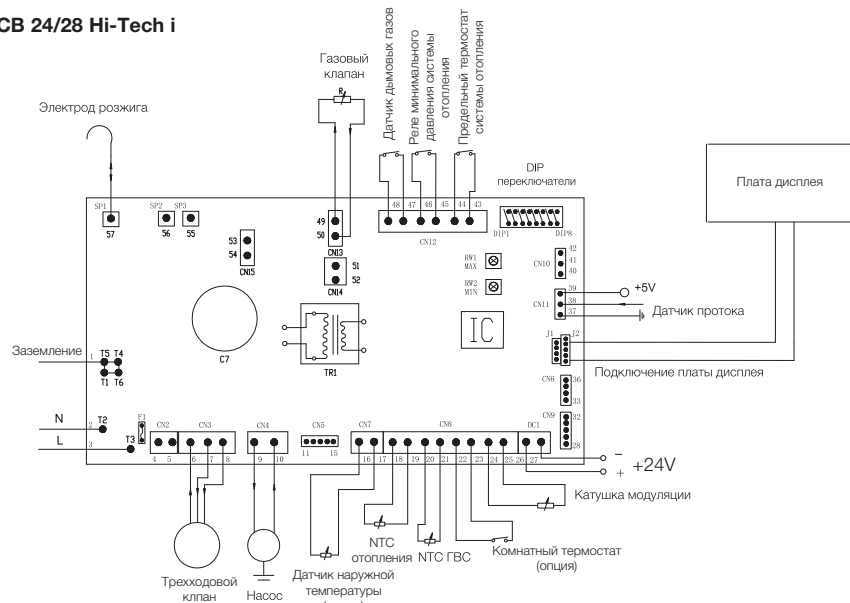 CB 24/28 Hi-Tech i
Электрод розжига
Газовый
клапан
R
Датчик дымовых газов
Реле минимального
давления системы
отопления
Предельный термостат
системы отопления
DIP
переключатели
Плата дисплея
SP1
57
SP2
56
SP3
55
53
54
CN15
49
50
CN13
51
52
CN14
48
47
46
45
44
43
CN12
DIP1
DIP8
RW1
MAX
RW2
MIN
IC
42
41
40
CN10
39
38
37
CN11
+5V
Датчик протока
J1
J2
Подключение платы дисплея
CN6
36
33
CN9
32
28
C7
TR1
Заземление
1
T5
T4
T1
T6
N
2
T2
L
3
T3
F1
CN2
CN3
CN4
CN5
CN7
CN8
DC1
4
5
6
7
8
9
10
11
15
16
17
18
19
20
21
22
23
24
25
26
27
−
+
+24V
Катушка модуляции
Комнатный термостат
(опция)
NTC ГВС
NTC
отопления
Датчик наружной
температуры
Насос
Трехходовой
клпан